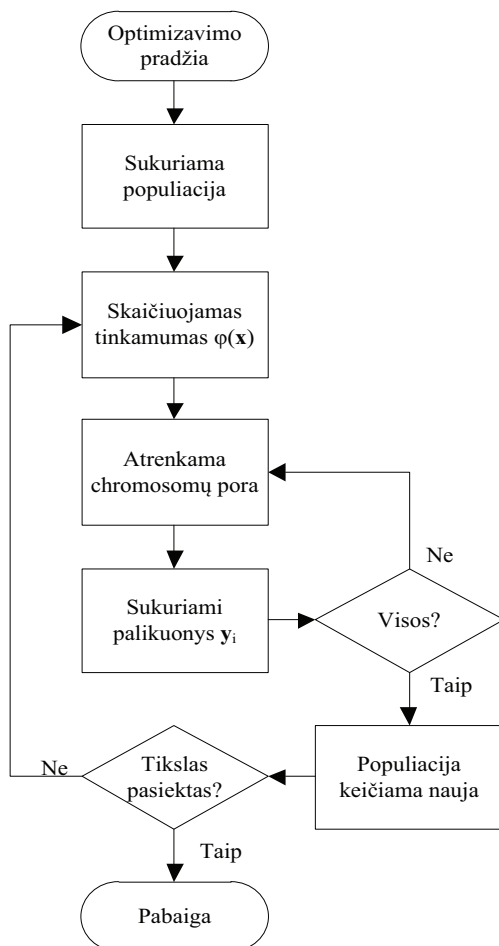 Optimizavimo
pradžia
Sukuriama
populiacija
Skaičiuojamas
tinkamumas φ(x)
Atrenkama
chromosomų pora
Ne
Sukuriami
palikuonys yi
Visos?
Taip
Ne
Tikslas
pasiektas?
Populiacija
keičiama nauja
Taip
Pabaiga